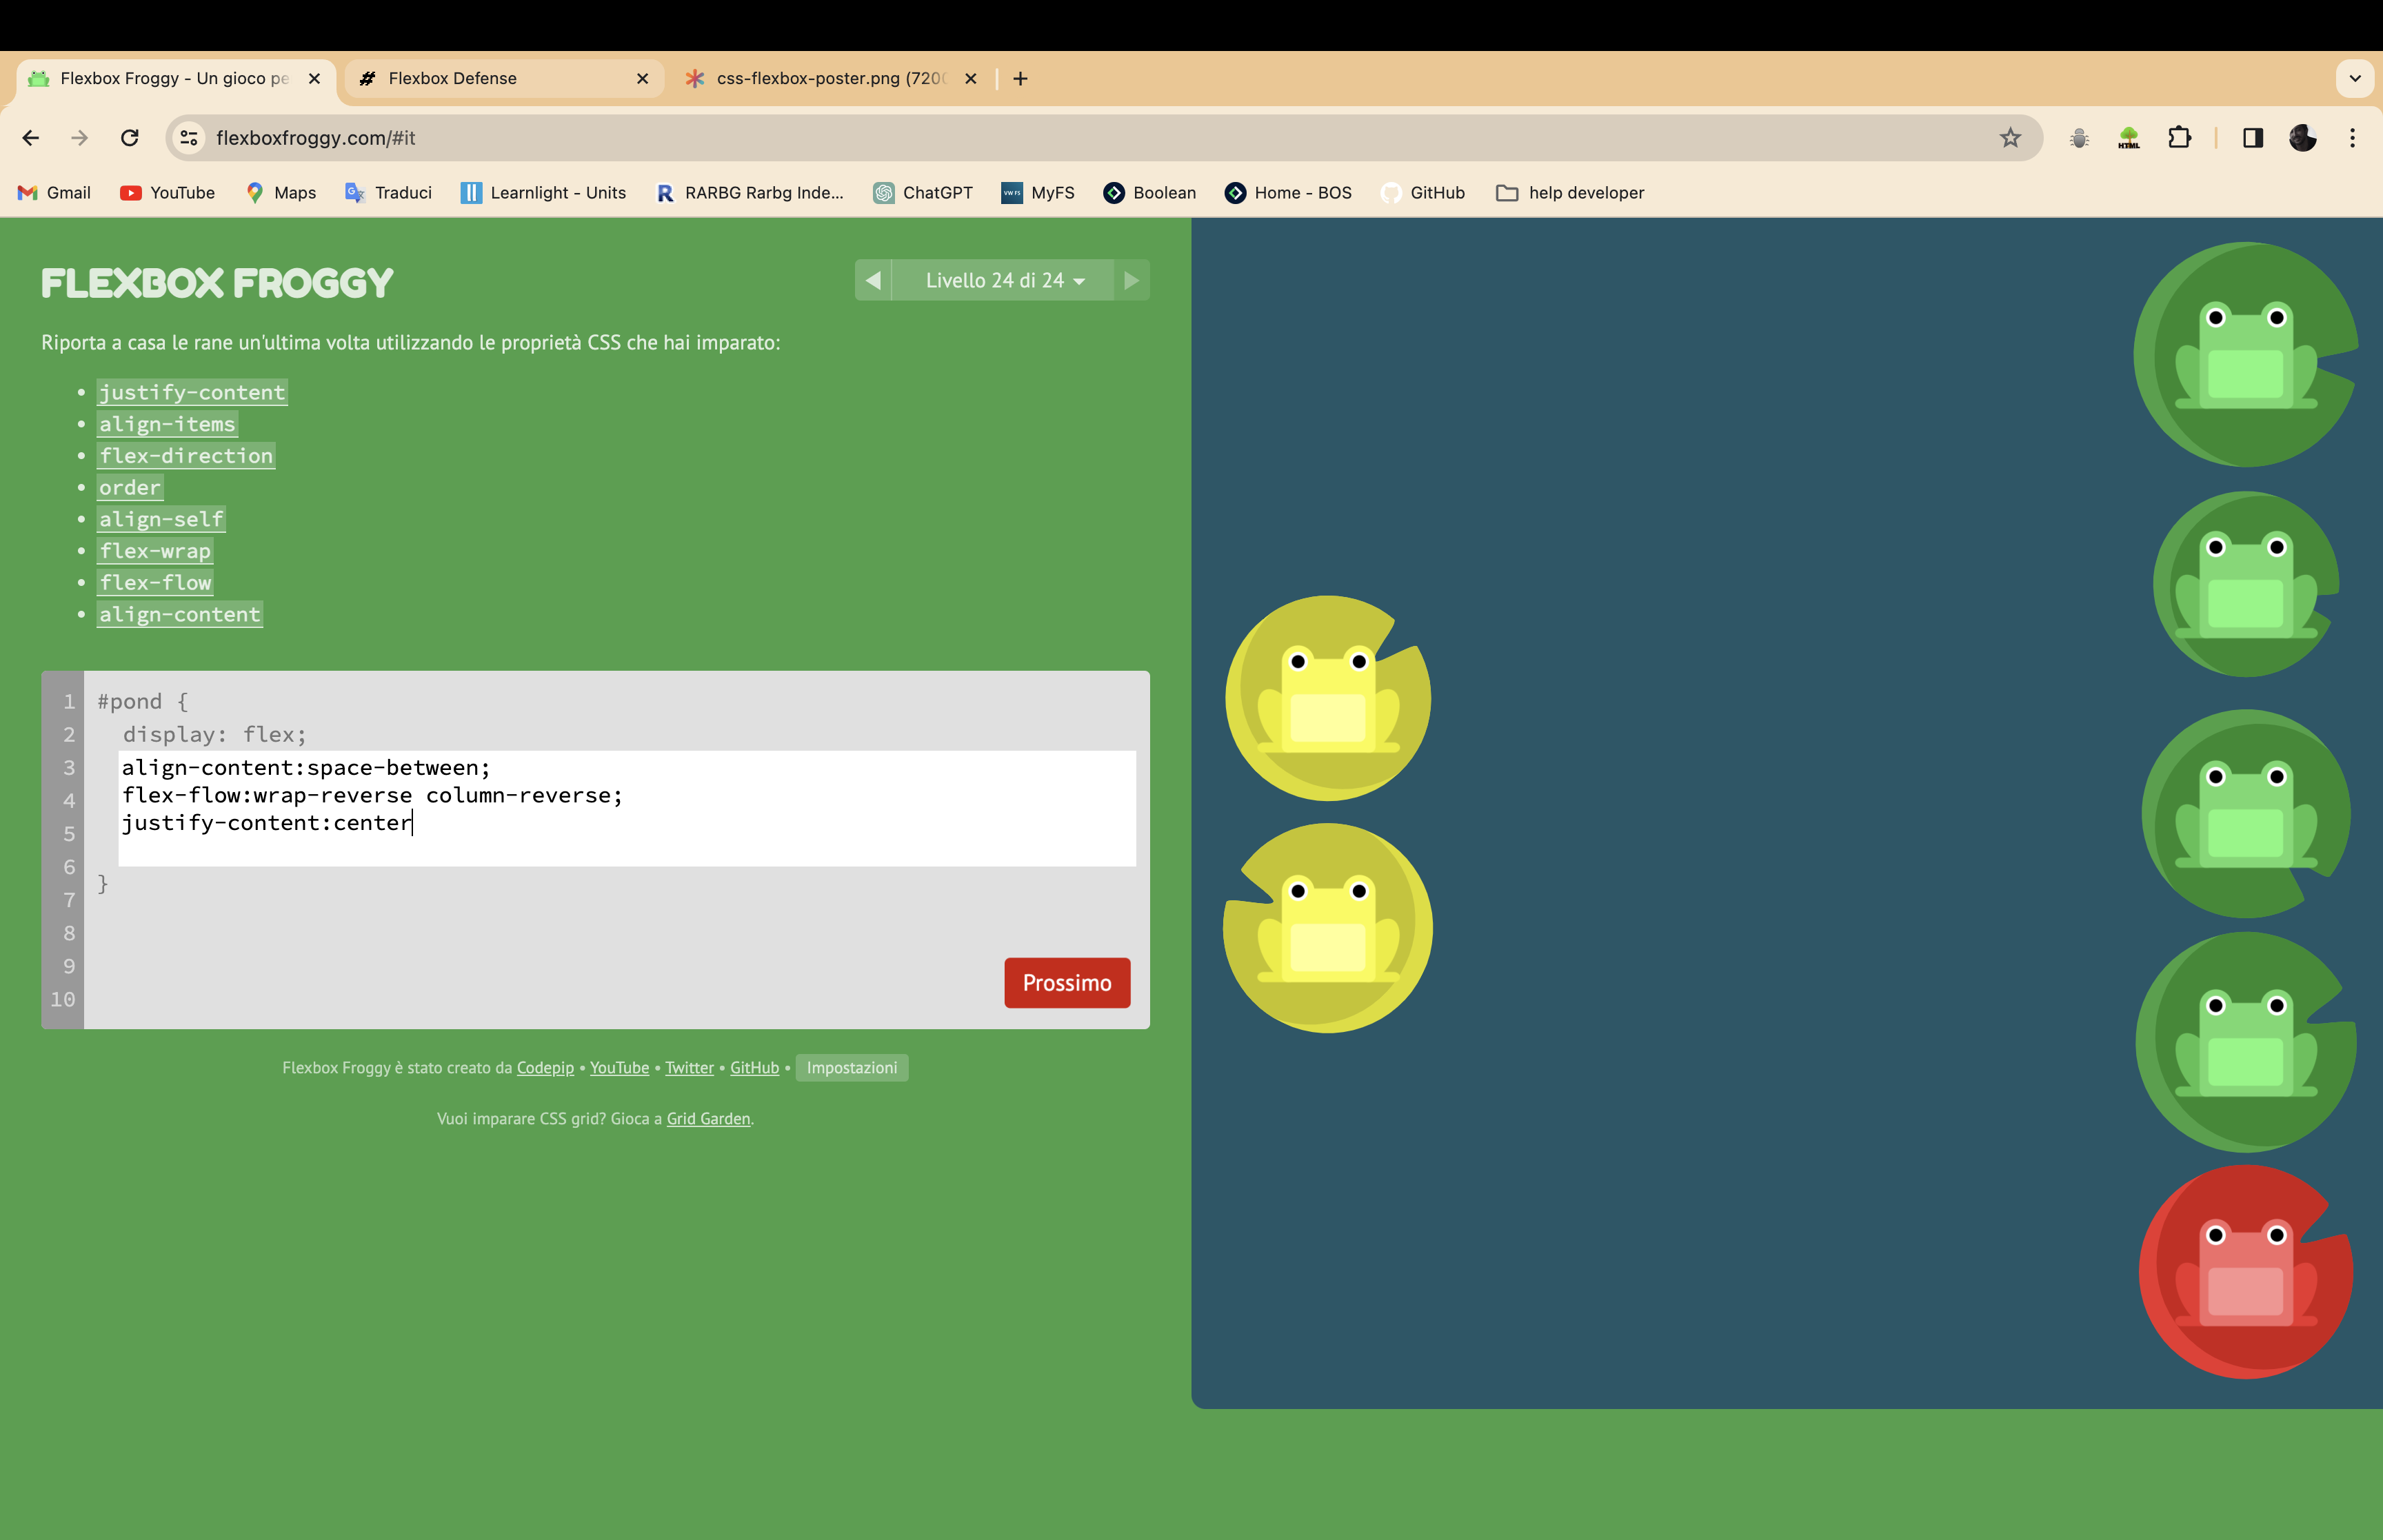 Flexbox Froggy - Un gioco pe
Flexbox Defense
css-flexbox-poster.png (720
flexboxfroggy.com/#it
HTML
Gmail
YouTube
Maps
Traduci
Learnlight - Units
RARBG Rarbg Inde...
ChatGPT
VW FS
MyFS
Boolean
Home - BOS
GitHub
help developer
FLEXBOX FROGGY
Livello 24 di 24
Riporta a casa le rane un'ultima volta utilizzando le proprietà CSS che hai imparato:
justify-content
align-items
flex-direction
order
align-self
flex-wrap
flex-flow
align-content
1 #pond {
2 display: flex;
3 align-content:space-between;
4 flex-flow:wrap-reverse column-reverse;
5 justify-content:center
6 }
7
8
9
10
Prossimo
Flexbox Froggy è stato creato da Codepip • YouTube • Twitter • GitHub • Impostazioni
Vuoi imparare CSS grid? Gioca a Grid Garden.